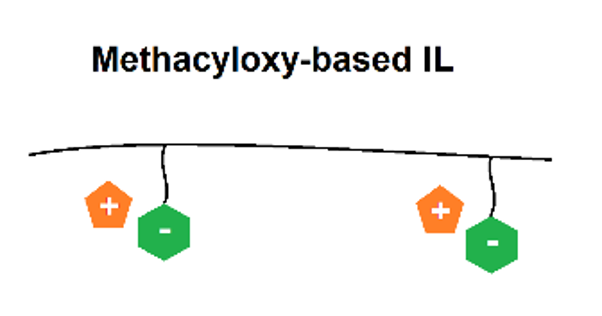 Methacyloxy-based IL
+ +
- -